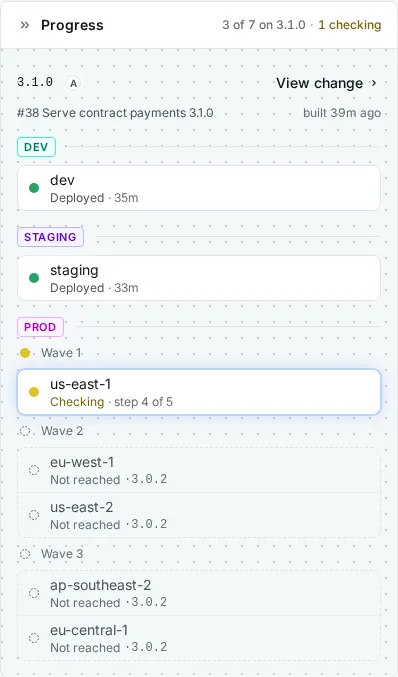 » Progress 3 of 7 on 3.1.0 · 1 checking
3.1.0 A View change ›
#38 Serve contract payments 3.1.0 built 39m ago
DEV
dev
Deployed · 35m
STAGING
staging
Deployed · 33m
PROD
Wave 1
us-east-1
Checking · step 4 of 5
Wave 2
eu-west-1
Not reached · 3.0.2
us-east-2
Not reached · 3.0.2
Wave 3
ap-southeast-2
Not reached · 3.0.2
eu-central-1
Not reached · 3.0.2